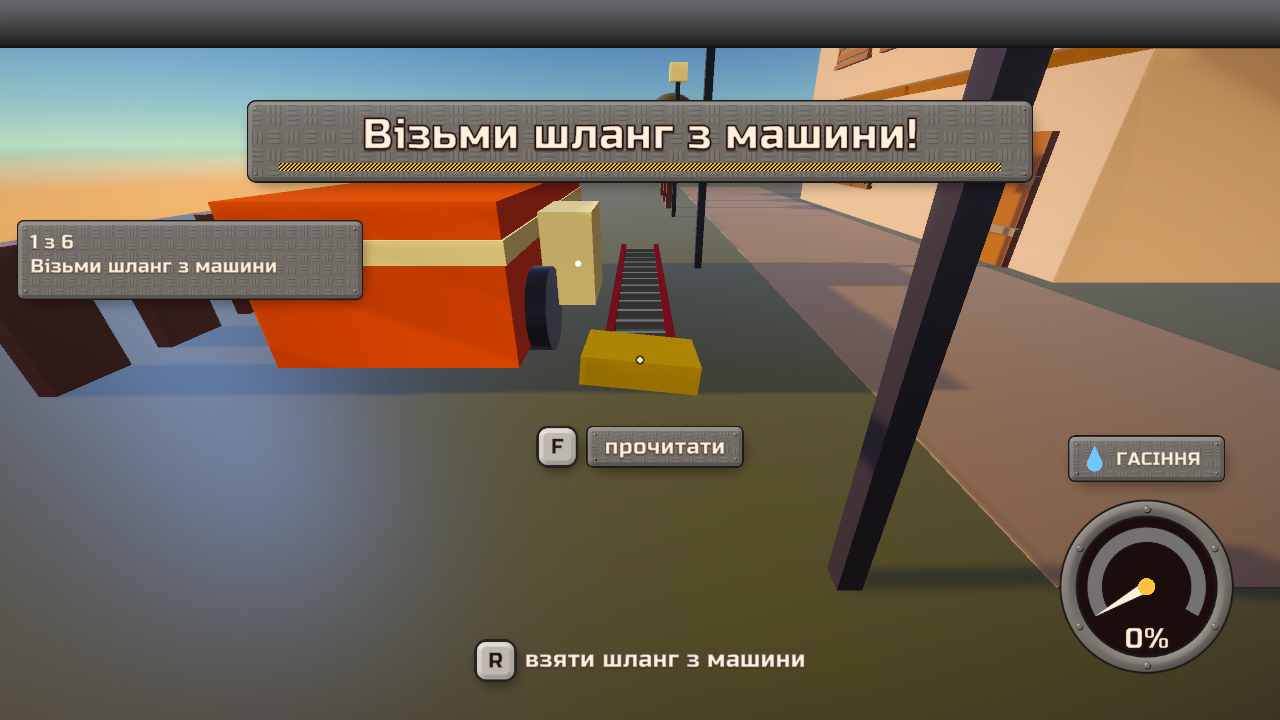 Візьми шланг з машини!
1 з 6
Візьми шланг з машини
F прочитати
ГАСІННЯ
0%
R взяти шланг з машини